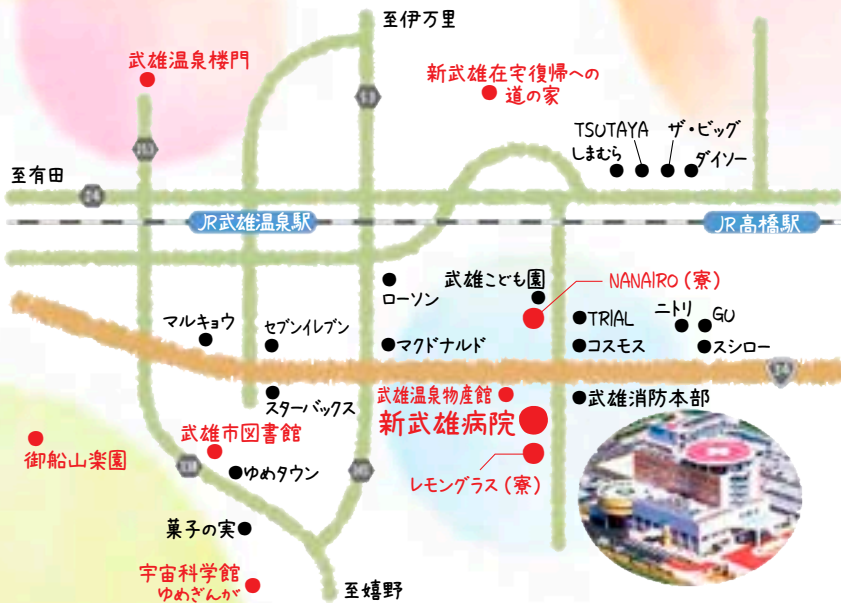 至伊万里
武雄温泉楼門
新武雄在宅復帰への
道の家
TSUTAYA
ザ・ビッグ
しまむら
ダイソー
至有田
JR武雄温泉駅
JR高橋駅
武雄こども園
NANAIRO(寮)
ローソン
TRIAL
ニトリ
GU
マルキョウ
セブンイレブン
マクドナルド
コスモス
スシロー
34
スターバックス
武雄温泉物産館
武雄消防本部
新武雄病院
御船山楽園
武雄市図書館
ゆめタウン
レモングラス(寮)
菓子の実
宇宙科学館
ゆめぎんが
至嬉野